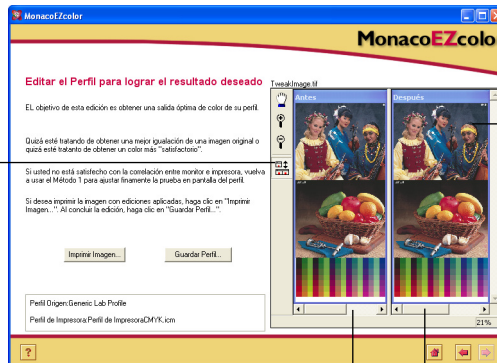 MonacoEZcolor
MonacoEZcolo
Editar el Perfil para lograr el resultado deseado
TweakImage.tif
Antes
Después
EL objetivo de esta edición es obtener una salida óptima de color de su perfil.
Quizá esté tratando de obtener una mejor igualación de una imagen original o
quizá esté tratanto de obtener un color más "satisfactorio".
Si usted no está satisfecho con la correlación entre monitor e impresora, vuelva
a usar el Método 1 para ajustar finamente la prueba en pantalla del perfil.
Si desea imprimir la imagen con ediciones aplicadas, haga clic en "Imprimir
Imagen...". Al concluir la edición, haga clic en "Guardar Perfil...".
Imprimir Imagen...
Guardar Perfil...
Perfil Origen:Generic Lab Profile
Perfil de Impresora:Perfil de ImpresoraCMYK.icm
21%
?